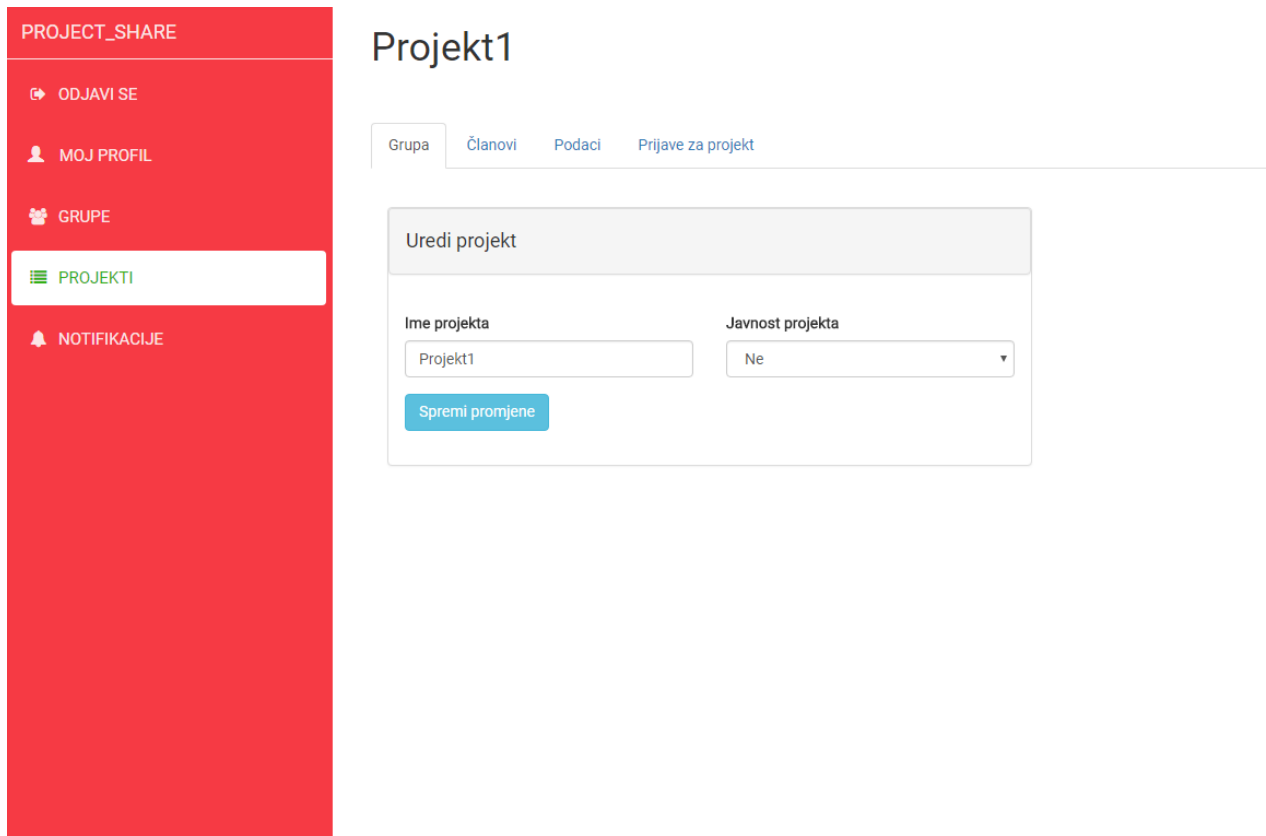 PROJECT_SHARE
ODJAVI SE
MOJ PROFIL
GRUPE
PROJEKTI
NOTIFIKACIJE
Projekt1
Grupa Članovi Podaci Prijave za projekt
Uredi projekt
Ime projekta Javnost projekta
Projekt1 Ne
Spremi promjene